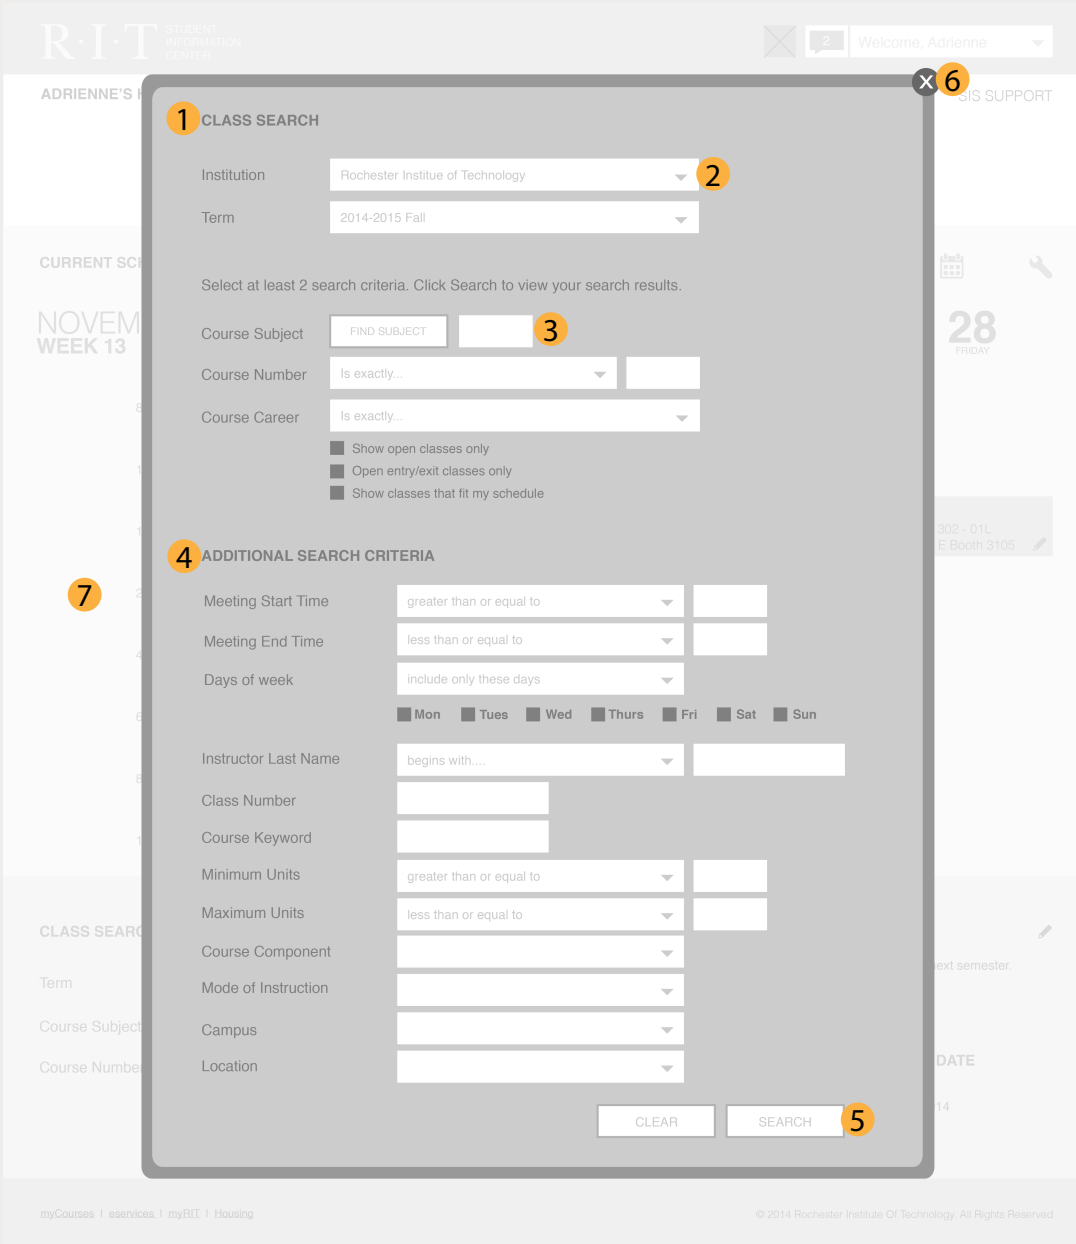 R·I·T STUDENT
INFORMATION
CENTER
2 Welcome, Adrienne
6
X
ADRIENNE'S
SIS SUPPORT
1 CLASS SEARCH
Institution Rochester Institue of Technology 2
Term 2014-2015 Fall
CURRENT
Select at least 2 search criteria. Click Search to view your search results.
WEEK 13
28
FRIDAY
Course Subject FIND SUBJECT 3
Course Number Is exactly...
Course Career Is exactly...
Show open classes only
Open entry/exit classes only
Show classes that fit my schedule
302 - 01L
E Booth 3105
4 ADDITIONAL SEARCH CRITERIA
7
Meeting Start Time greater than or equal to
Meeting End Time less than or equal to
Days of week include only these days
Mon Tues Wed Thurs Fri Sat Sun
Instructor Last Name begins with....
Class Number
Course Keyword
Minimum Units greater than or equal to
Maximum Units less than or equal to
CLASS
Course Component
next semester.
Term
Mode of Instruction
Course Subject
Campus
Course Number
Location
DATE
CLEAR SEARCH 5
myCourses | eservices | myRIT | Housing
© 2014 Rochester Institute Of Technology. All Rights Reserved